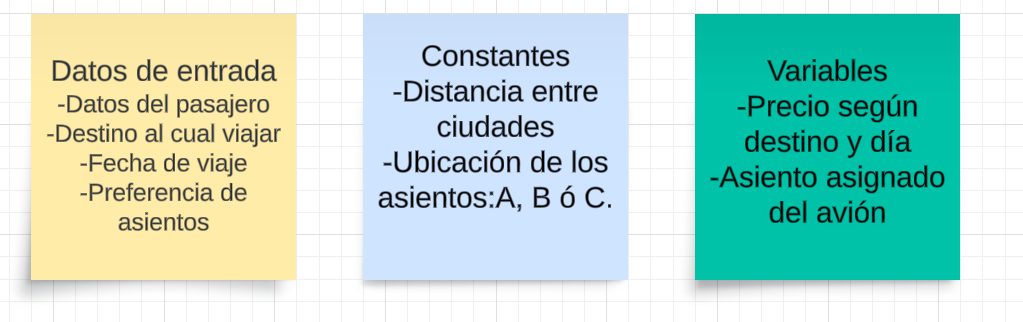 Datos de entrada
-Datos del pasajero
-Destino al cual viajar
-Fecha de viaje
-Preferencia de
asientos
Constantes
-Distancia entre
ciudades
-Ubicación de los
asientos:A, B ó C.
Variables
-Precio según
destino y día
-Asiento asignado
del avión